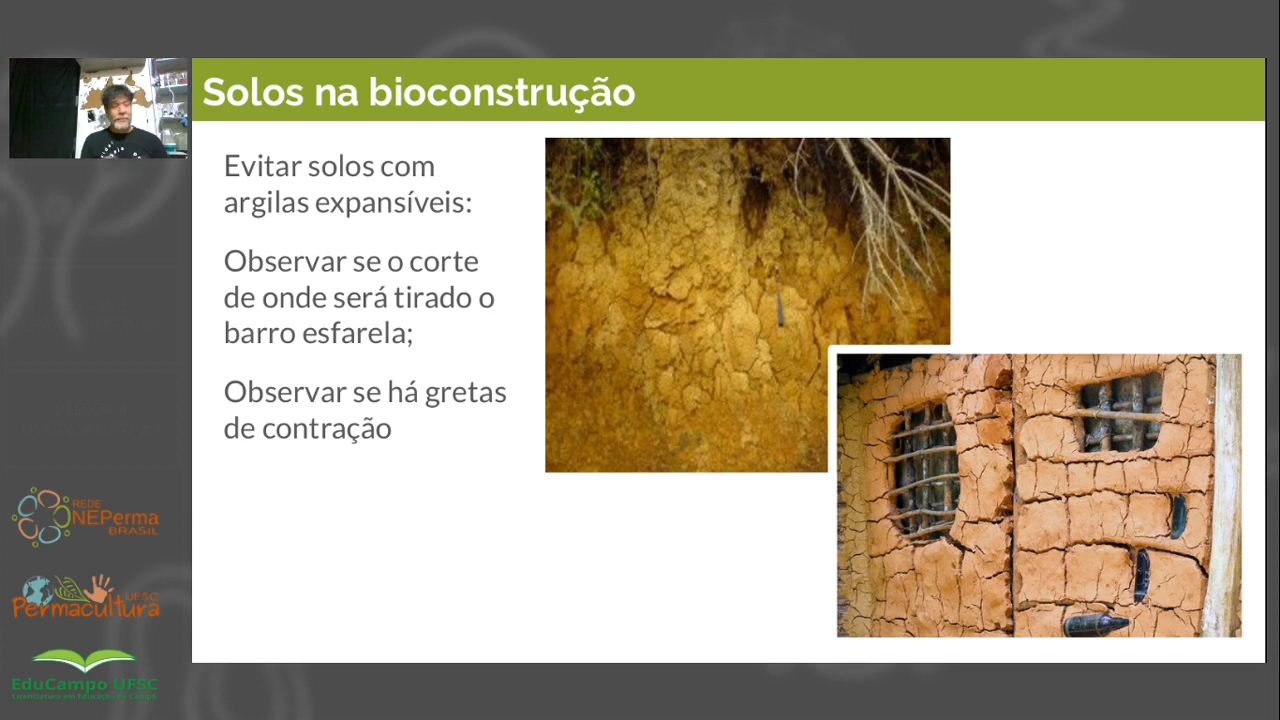 Solos na bioconstrução
Evitar solos com
argilas expansíveis:
Observar se o corte
de onde será tirado o
barro esfarela;
Observar se há gretas
de contração
REDE
NEPerma
BRASIL
UFSC
Permacultura
EduCampo UFSC
Licenciatura em Educação do Campo